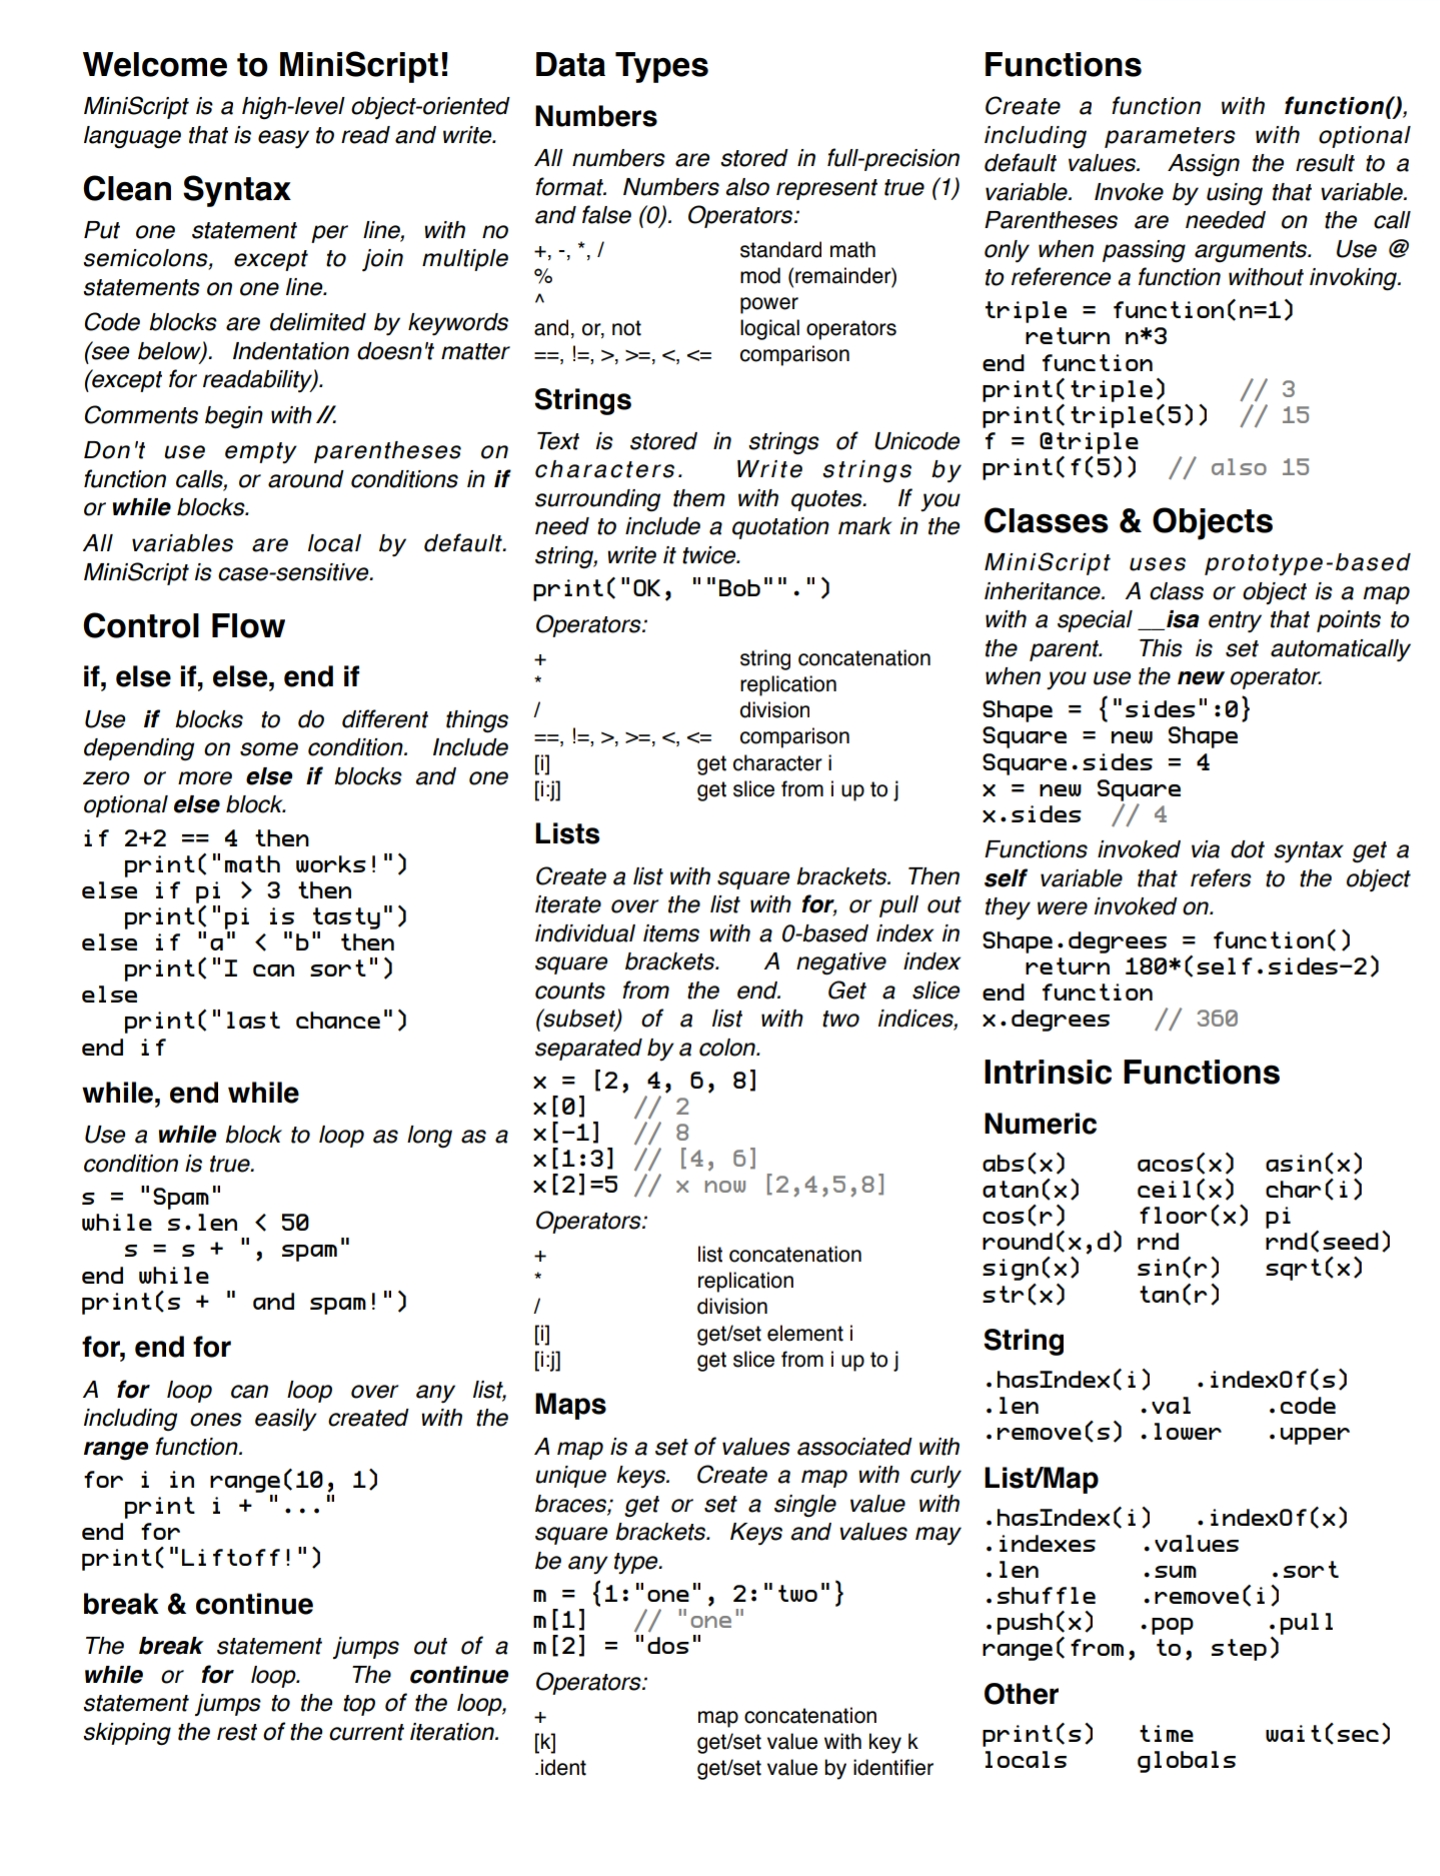 Welcome to MiniScript!
MiniScript is a high-level object-oriented
language that is easy to read and write.
Clean Syntax
Put one statement per line, with no
semicolons, except to join multiple
statements on one line.
Code blocks are delimited by keywords
(see below).  Indentation doesn't matter
(except for readability).
Comments begin with //.
Don't use empty parentheses on
function calls, or around conditions in if
or while blocks.
All variables are local by default.
MiniScript is case-sensitive.
Control Flow
if, else if, else, end if
Use if blocks to do different things
depending on some condition.  Include
zero or more else if blocks and one
optional else block.
if 2+2 == 4 then
   print("math works!")
else if pi > 3 then
   print("pi is tasty")
else if "a" < "b" then
   print("I can sort")
else
   print("last chance")
end if
while, end while
Use a while block to loop as long as a
condition is true.
s = "Spam"
while s.len < 50
   s = s + ", spam"
end while
print(s + " and spam!")
for, end for
A for loop can loop over any list,
including ones easily created with the
range function.
for i in range(10, 1)
   print i + "..."
end for
print("Liftoff!")
break & continue
The break statement jumps out of a
while or for loop.  The continue
statement jumps to the top of the loop,
skipping the rest of the current iteration.
Data Types
Numbers
All numbers are stored in full-precision
format.  Numbers also represent true (1)
and false (0).  Operators:
+, -, *, / standard math
% mod (remainder)
^ power
and, or, not logical operators
==, !=, >, >=, <, <= comparison
Strings
Text is stored in strings of Unicode
characters.  Write strings by
surrounding them with quotes.  If you
need to include a quotation mark in the
string, write it twice.
print("OK, ""Bob"".")
Operators:
+ string concatenation
* replication
/ division
==, !=, >, >=, <, <= comparison
[i] get character i
[i:j] get slice from i up to j
Lists
Create a list with square brackets.  Then
iterate over the list with for, or pull out
individual items with a 0-based index in
square brackets.  A negative index
counts from the end.  Get a slice
(subset) of a list with two indices,
separated by a colon.
x = [2, 4, 6, 8]
x[0]   // 2
x[-1]  // 8
x[1:3] // [4, 6]
x[2]=5 // x now [2,4,5,8]
Operators:
+ list concatenation
* replication
/ division
[i] get/set element i
[i:j] get slice from i up to j
Maps
A map is a set of values associated with
unique keys.  Create a map with curly
braces; get or set a single value with
square brackets.  Keys and values may
be any type.
m = {1:"one", 2:"two"}
m[1]   // "one"
m[2] = "dos"
Operators:
+ map concatenation
[k] get/set value with key k
.ident get/set value by identifier
Functions
Create a function with function(),
including parameters with optional
default values.  Assign the result to a
variable.  Invoke by using that variable.
Parentheses are needed on the call
only when passing arguments.  Use @
to reference a function without invoking.
triple = function(n=1)
   return n*3
end function
print(triple)     // 3
print(triple(5))  // 15
f = @triple
print(f(5))  // also 15
Classes & Objects
MiniScript uses prototype-based
inheritance.  A class or object is a map
with a special __isa entry that points to
the parent.  This is set automatically
when you use the new operator.
Shape = {"sides":0}
Square = new Shape
Square.sides = 4
x = new Square
x.sides  // 4
Functions invoked via dot syntax get a
self variable that refers to the object
they were invoked on.
Shape.degrees = function()
   return 180*(self.sides-2)
end function
x.degrees   // 360
Intrinsic Functions
Numeric
abs(x) acos(x) asin(x)
atan(x) ceil(x) char(i)
cos(r) floor(x) pi
round(x,d) rnd rnd(seed)
sign(x) sin(r) sqrt(x)
str(x) tan(r)
String
.hasIndex(i) .indexOf(s)
.len .val .code
.remove(s) .lower .upper
List/Map
.hasIndex(i) .indexOf(x)
.indexes .values
.len .sum .sort
.shuffle .remove(i)
.push(x) .pop .pull
range(from, to, step)
Other
print(s) time wait(sec)
locals globals